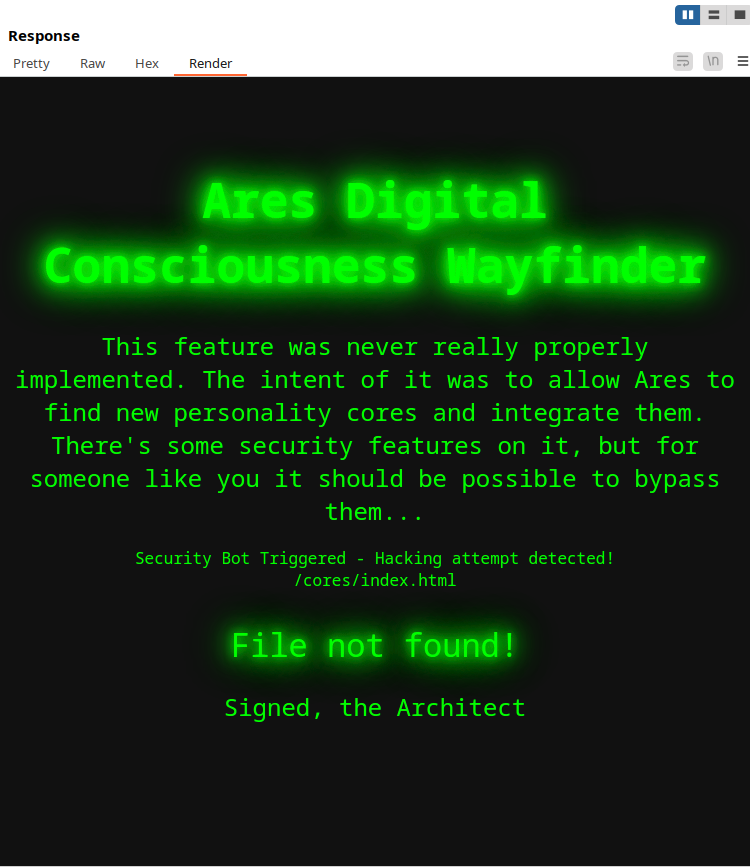 Response
Pretty Raw Hex Render \n
Ares Digital
Consciousness Wayfinder
This feature was never really properly
implemented. The intent of it was to allow Ares to
find new personality cores and integrate them.
There's some security features on it, but for
someone like you it should be possible to bypass
them...
Security Bot Triggered - Hacking attempt detected!
/cores/index.html
File not found!
Signed, the Architect